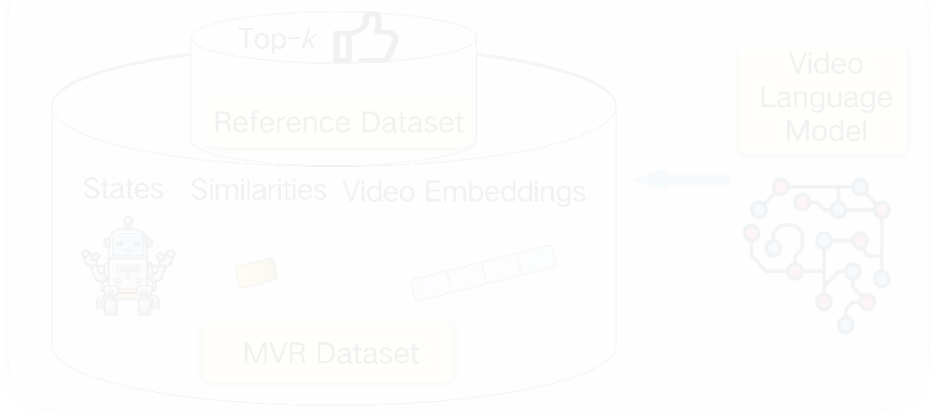 Top-k
Reference Dataset
Video
Language
Model
States Similarities Video Embeddings
MVR Dataset